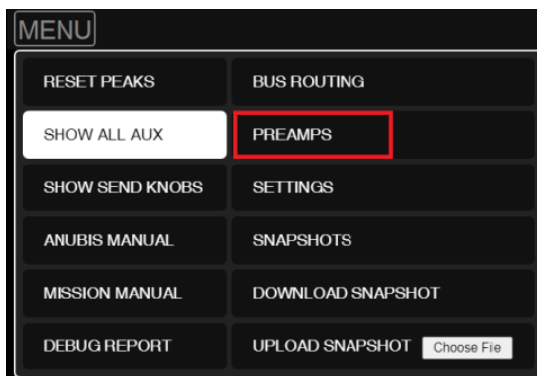 MENU
RESET PEAKS BUS ROUTING
SHOW ALL AUX PREAMPS
SHOW SEND KNOBS SETTINGS
ANUBIS MANUAL SNAPSHOTS
MISSION MANUAL DOWNLOAD SNAPSHOT
DEBUG REPORT UPLOAD SNAPSHOT Choose File